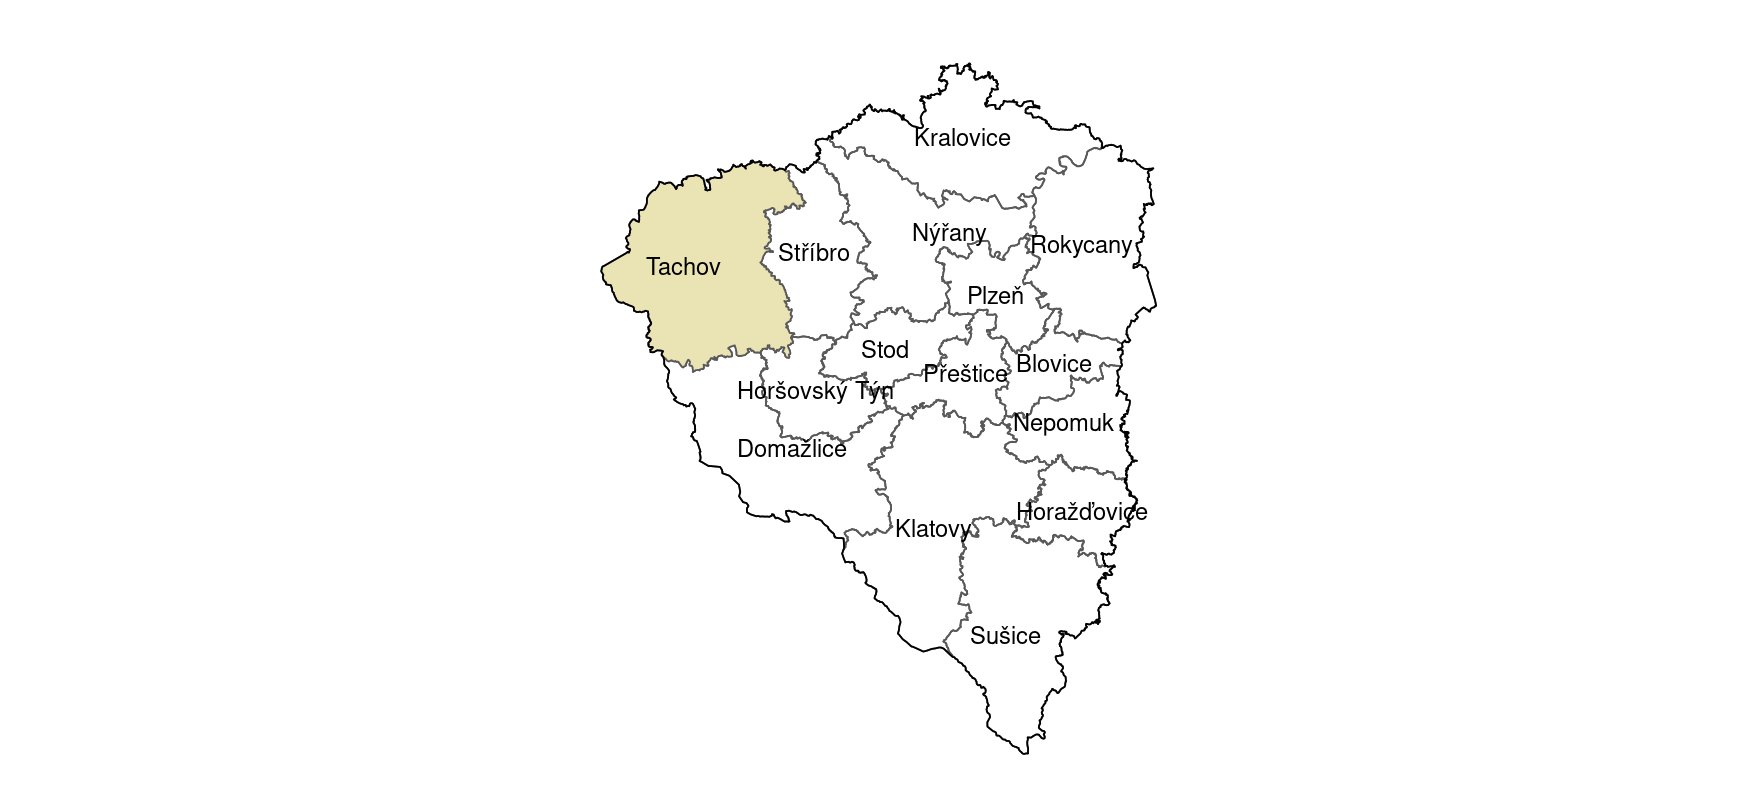 Kralovice
Nýřany
Rokycany
Stříbro
Tachov
Plzeň
Stod
Blovice
Přeštice
Horšovský Týn
Nepomuk
Domažlice
Horažďovice
Klatovy
Sušice